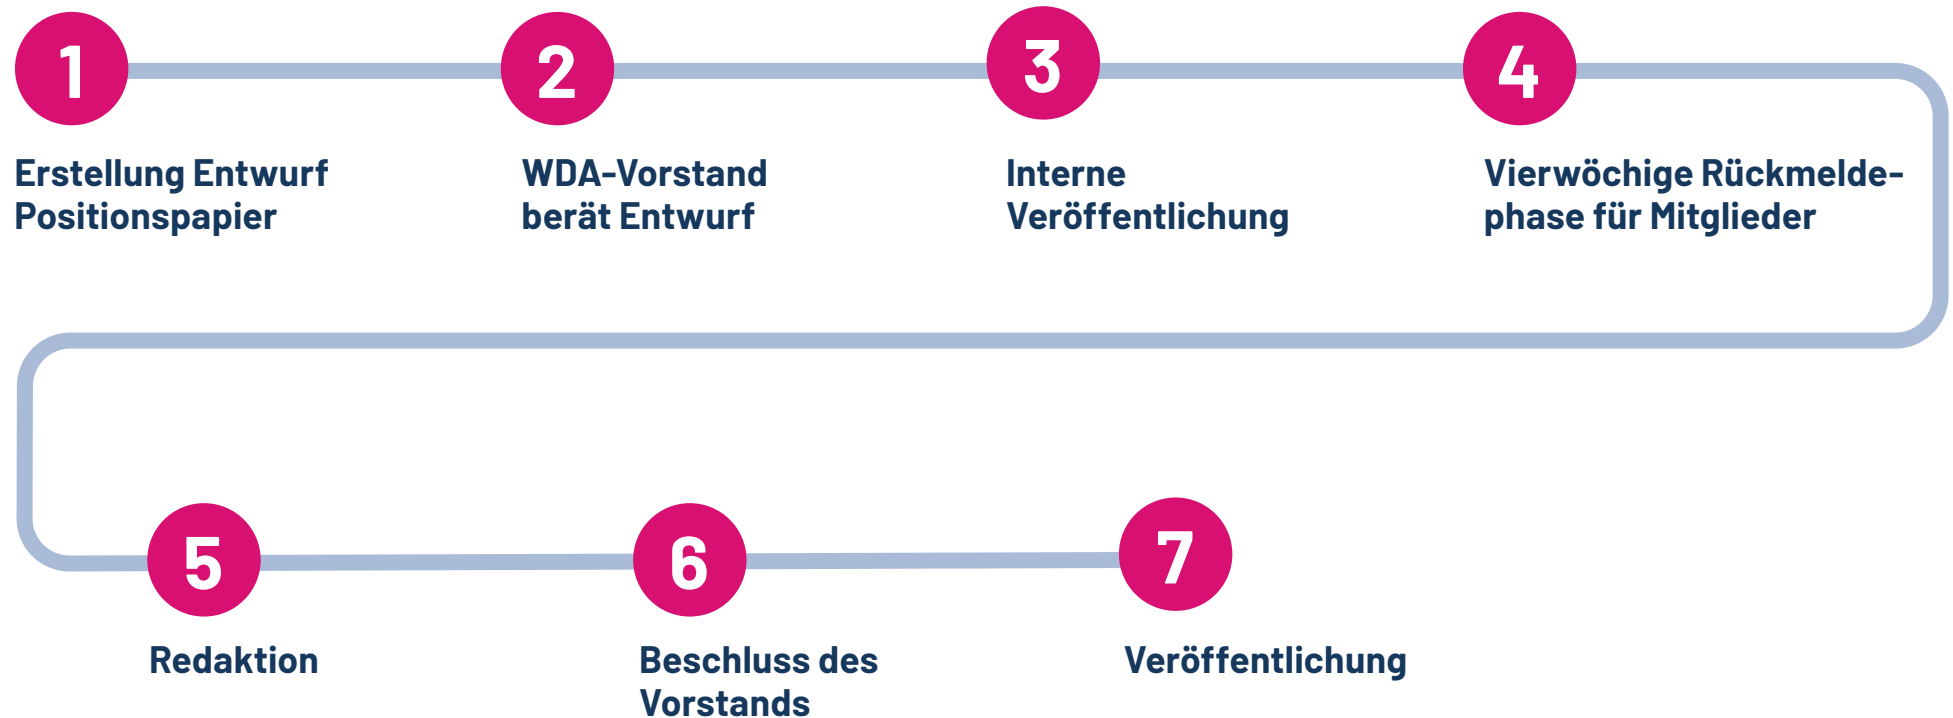 1
2
3
4
Erstellung Entwurf
Positionspapier
WDA-Vorstand
berät Entwurf
Interne
Veröffentlichung
Vierwöchige Rückmelde-
phase für Mitglieder
5
6
7
Redaktion
Beschluss des
Vorstands
Veröffentlichung